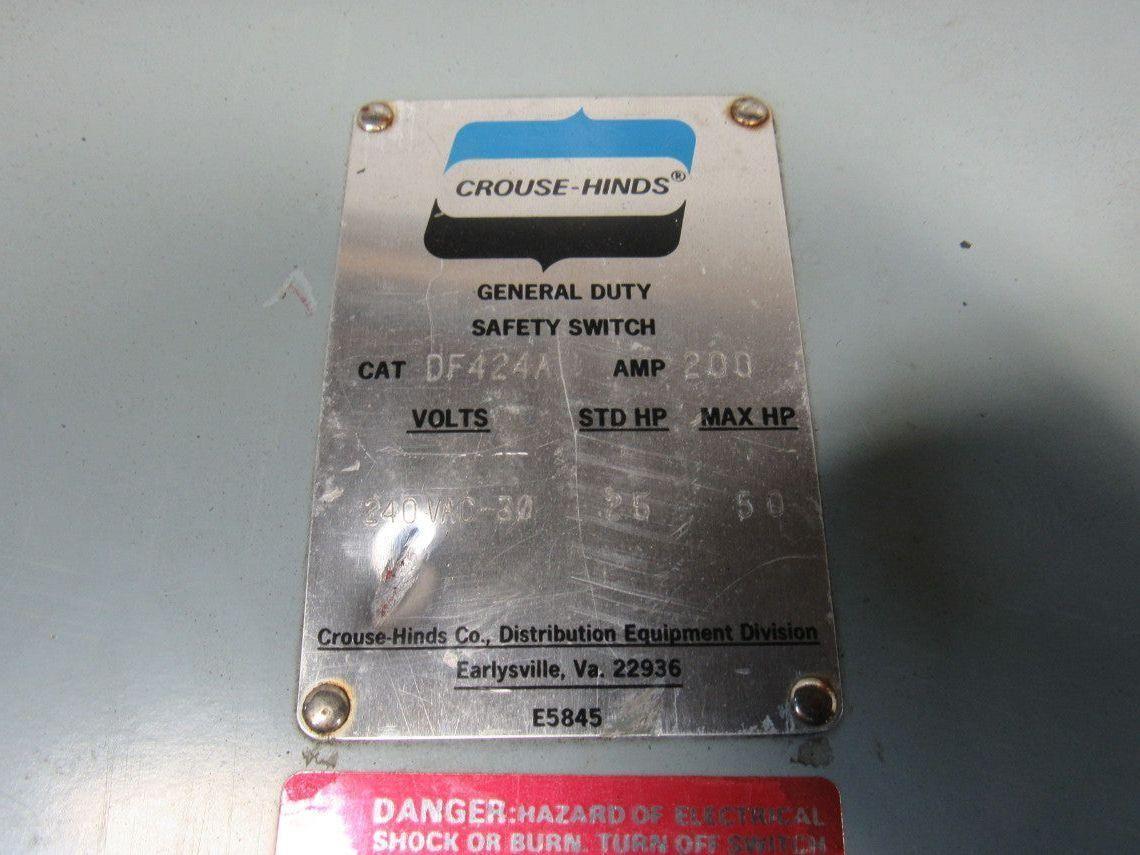 CROUSE-HINDS®
GENERAL DUTY
SAFETY SWITCH
CAT DF424A AMP 200
VOLTS STD HP MAX HP
240 VAC-3Ø 25 50
Crouse-Hinds Co., Distribution Equipment Division
Earlysville, Va. 22936
E5845
DANGER: HAZARD OF ELECTRICAL
SHOCK OR BURN. TURN OFF SWITCH